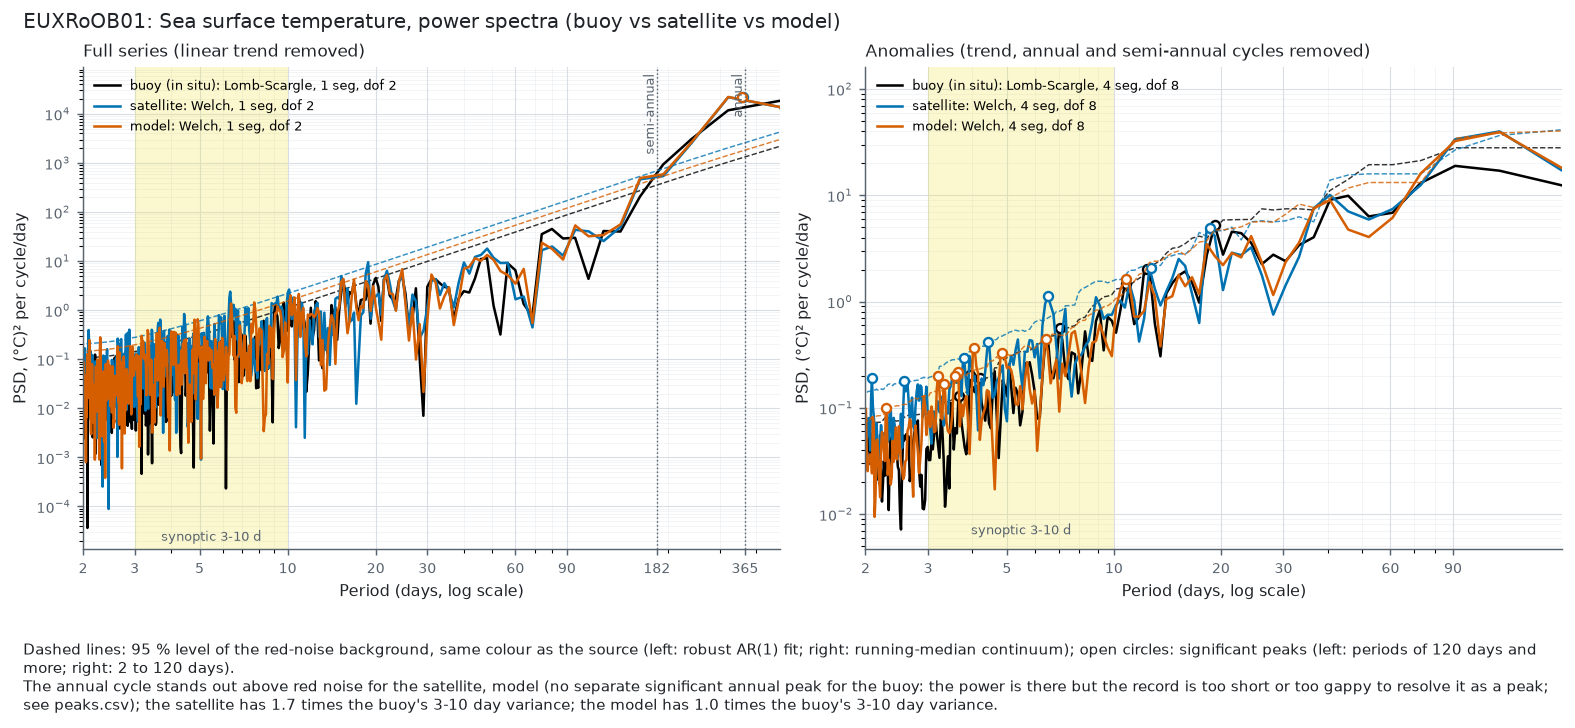 EUXRoOB01: Sea surface temperature, power spectra (buoy vs satellite vs model)
Full series (linear trend removed)
buoy (in situ): Lomb-Scargle, 1 seg, dof 2
satellite: Welch, 1 seg, dof 2
model: Welch, 1 seg, dof 2
semi-annual
annual
synoptic 3-10 d
PSD, (°C)² per cycle/day
10⁴
10³
10²
10¹
10⁰
10⁻¹
10⁻²
10⁻³
10⁻⁴
2 3 5 10 20 30 60 90 182 365
Period (days, log scale)
Anomalies (trend, annual and semi-annual cycles removed)
buoy (in situ): Lomb-Scargle, 4 seg, dof 8
satellite: Welch, 4 seg, dof 8
model: Welch, 4 seg, dof 8
synoptic 3-10 d
PSD, (°C)² per cycle/day
10²
10¹
10⁰
10⁻¹
10⁻²
2 3 5 10 20 30 60 90
Period (days, log scale)
Dashed lines: 95 % level of the red-noise background, same colour as the source (left: robust AR(1) fit; right: running-median continuum); open circles: significant peaks (left: periods of 120 days and
more; right: 2 to 120 days).
The annual cycle stands out above red noise for the satellite, model (no separate significant annual peak for the buoy: the power is there but the record is too short or too gappy to resolve it as a peak;
see peaks.csv); the satellite has 1.7 times the buoy's 3-10 day variance; the model has 1.0 times the buoy's 3-10 day variance.